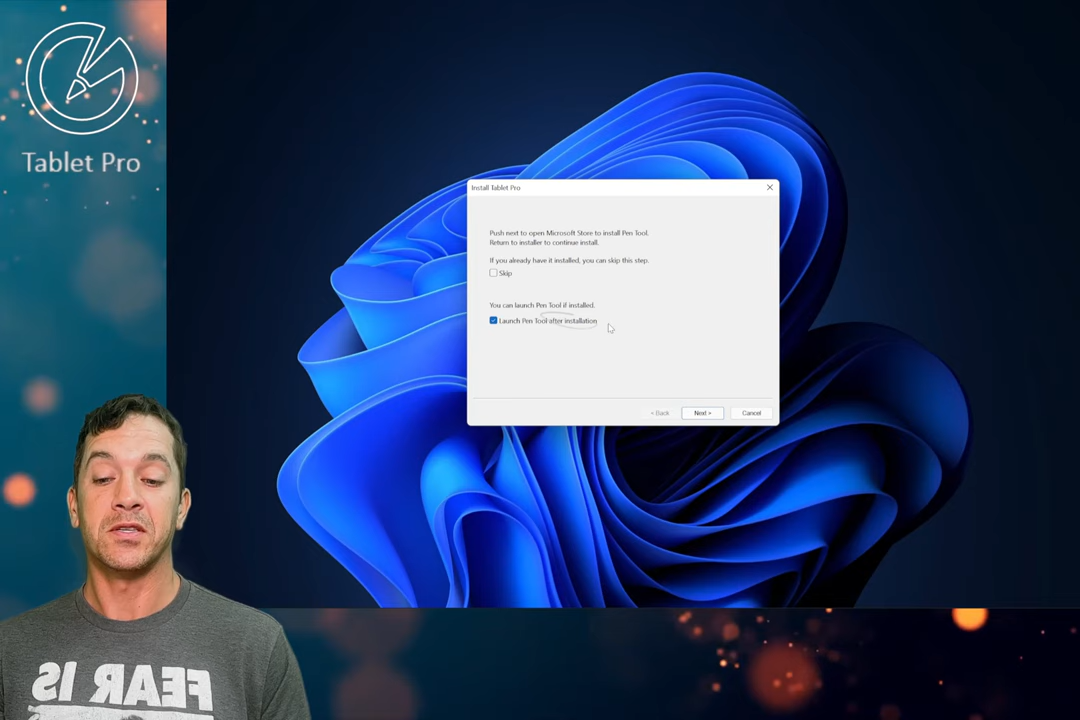 Tablet Pro
Install Tablet Pro
Push next to open Microsoft Store to install Pen Tool.
Return to installer to continue install.
If you already have it installed, you can skip this step.
Skip
You can launch Pen Tool if installed.
Launch Pen Tool after installation
< Back
Next >
Cancel
FEAR IS